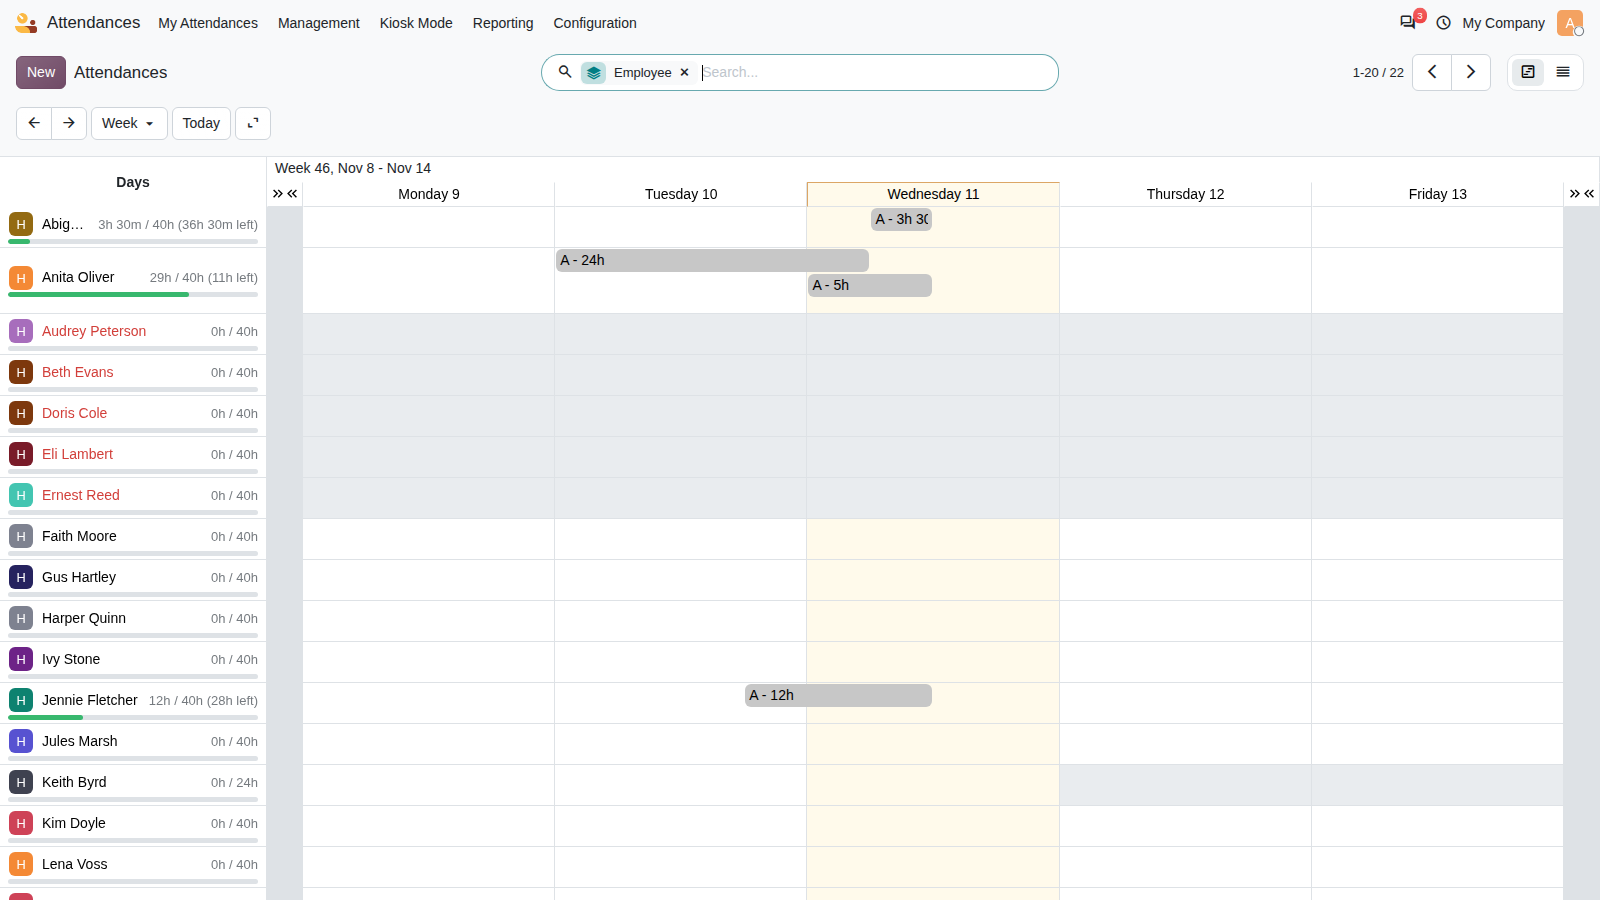 Attendances My Attendances Management Kiosk Mode Reporting Configuration 3 My Company A
New Attendances Employee Search... 1-20 / 22
Week Today
Week 46, Nov 8 - Nov 14
Days
Monday 9 Tuesday 10 Wednesday 11 Thursday 12 Friday 13
H Abig... 3h 30m / 40h (36h 30m left) A - 3h 30
H Anita Oliver 29h / 40h (11h left) A - 24h
A - 5h
H Audrey Peterson 0h / 40h
H Beth Evans 0h / 40h
H Doris Cole 0h / 40h
H Eli Lambert 0h / 40h
H Ernest Reed 0h / 40h
H Faith Moore 0h / 40h
H Gus Hartley 0h / 40h
H Harper Quinn 0h / 40h
H Ivy Stone 0h / 40h
H Jennie Fletcher 12h / 40h (28h left) A - 12h
H Jules Marsh 0h / 40h
H Keith Byrd 0h / 24h
H Kim Doyle 0h / 40h
H Lena Voss 0h / 40h